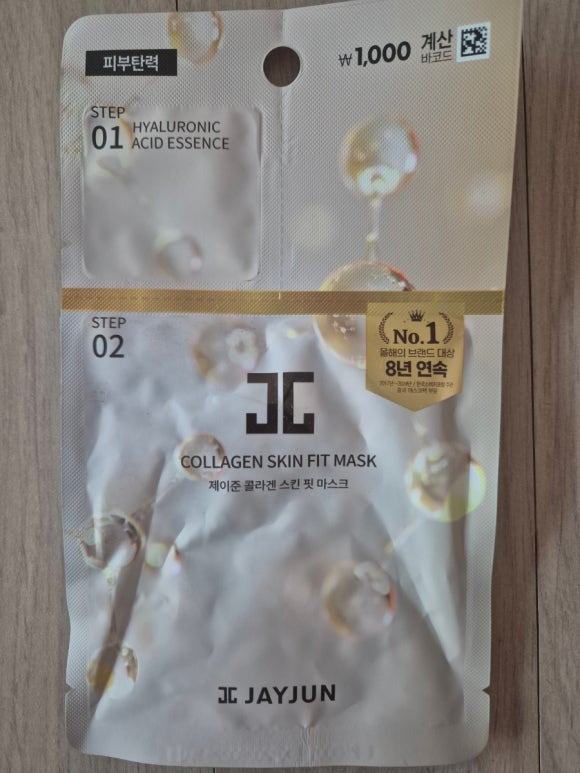 피부탄력
₩1,000 계산
바코드
STEP
01 HYALURONIC
ACID ESSENCE
STEP
02
No.1
올해의 브랜드 대상
8년 연속
COLLAGEN SKIN FIT MASK
제이준 콜라겐 스킨 핏 마스크
JAYJUN